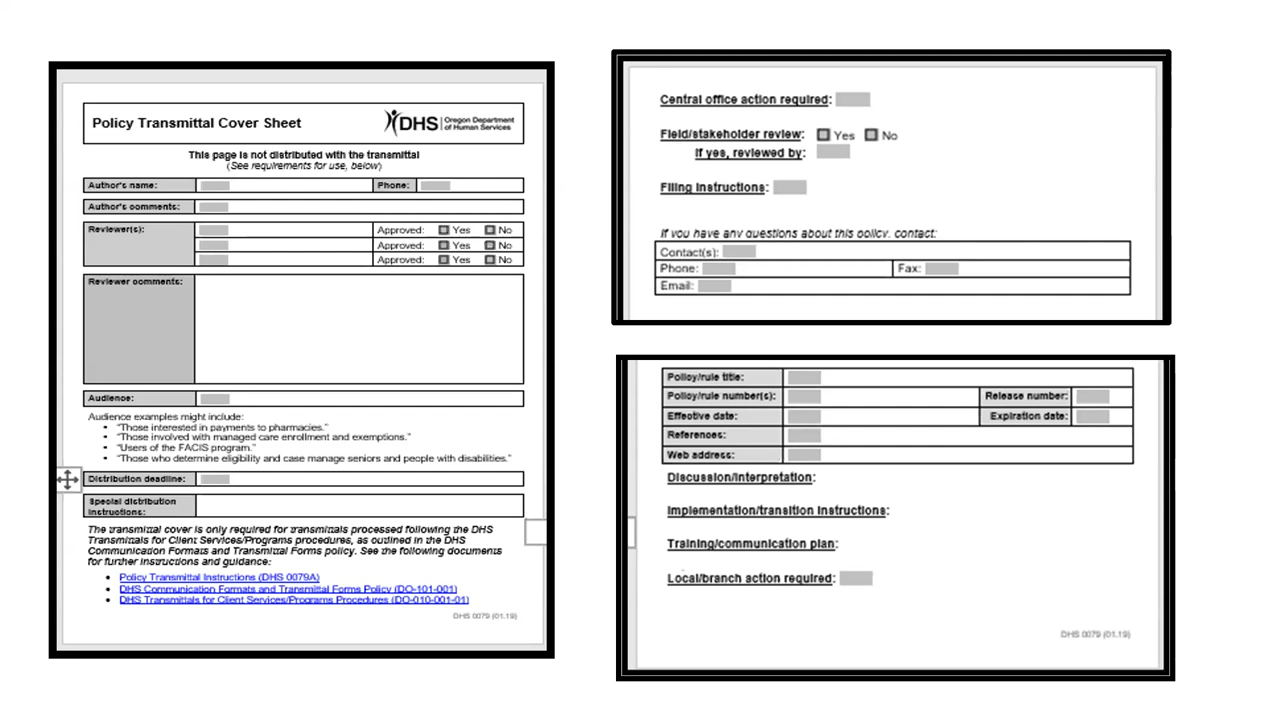 Policy Transmittal Cover Sheet
DHS
Oregon Department
of Human Services
This page is not distributed with the transmittal
(See requirements for use, below)
Author's name: Phone:
Author's comments:
Reviewer(s): Approved: Yes No
Approved: Yes No
Approved: Yes No
Reviewer comments:
Audience:
Audience examples might include:
• "Those interested in payments to pharmacies."
• "Those involved with managed care enrollment and exemptions."
• "Users of the FACIS program."
• "Those who determine eligibility and case manage seniors and people with disabilities."
Distribution deadline:
Special distribution
instructions:
The transmittal cover is only required for transmittals processed following the DHS
Transmittals for Client Services/Programs procedures, as outlined in the DHS
Communication Formats and Transmittal Forms policy. See the following documents
for further instructions and guidance:
• Policy Transmittal Instructions (DHS 0079A)
• DHS Communication Formats and Transmittal Forms Policy (DO-101-001)
• DHS Transmittals for Client Services/Programs Procedures (DO-010-001-01)
DHS 0079 (01.19)
Central office action required:
Field/stakeholder review: Yes No
If yes, reviewed by:
Filing instructions:
If you have any questions about this policy, contact:
Contact(s):
Phone: Fax:
Email:
Policy/rule title:
Policy/rule number(s): Release number:
Effective date: Expiration date:
References:
Web address:
Discussion/interpretation:
Implementation/transition instructions:
Training/communication plan:
Local/branch action required:
DHS 0079 (01.19)